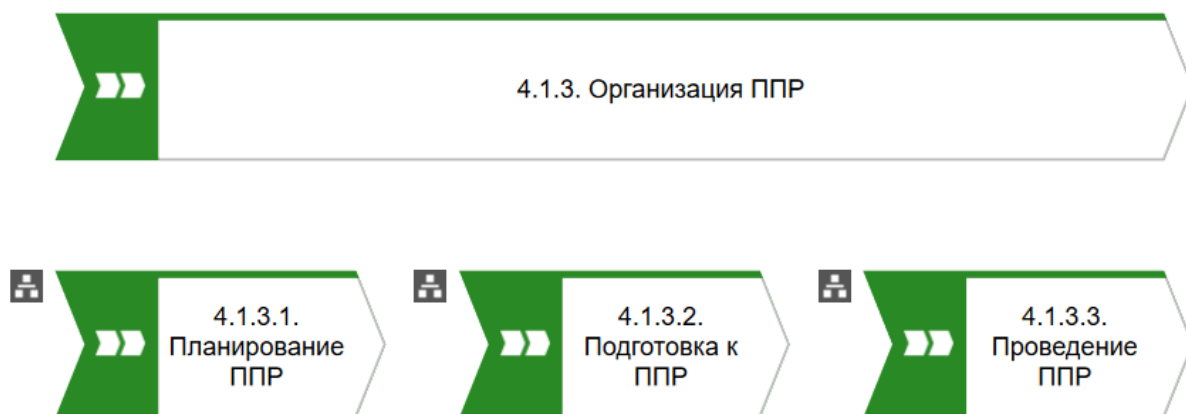 4.1.3. Организация ППР
4.1.3.1.
Планирование
ППР
4.1.3.2.
Подготовка к
ППР
4.1.3.3.
Проведение
ППР